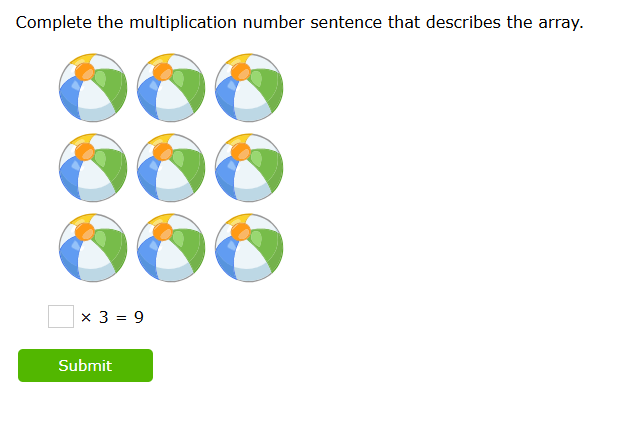 Complete the multiplication number sentence that describes the array.
× 3 = 9
Submit